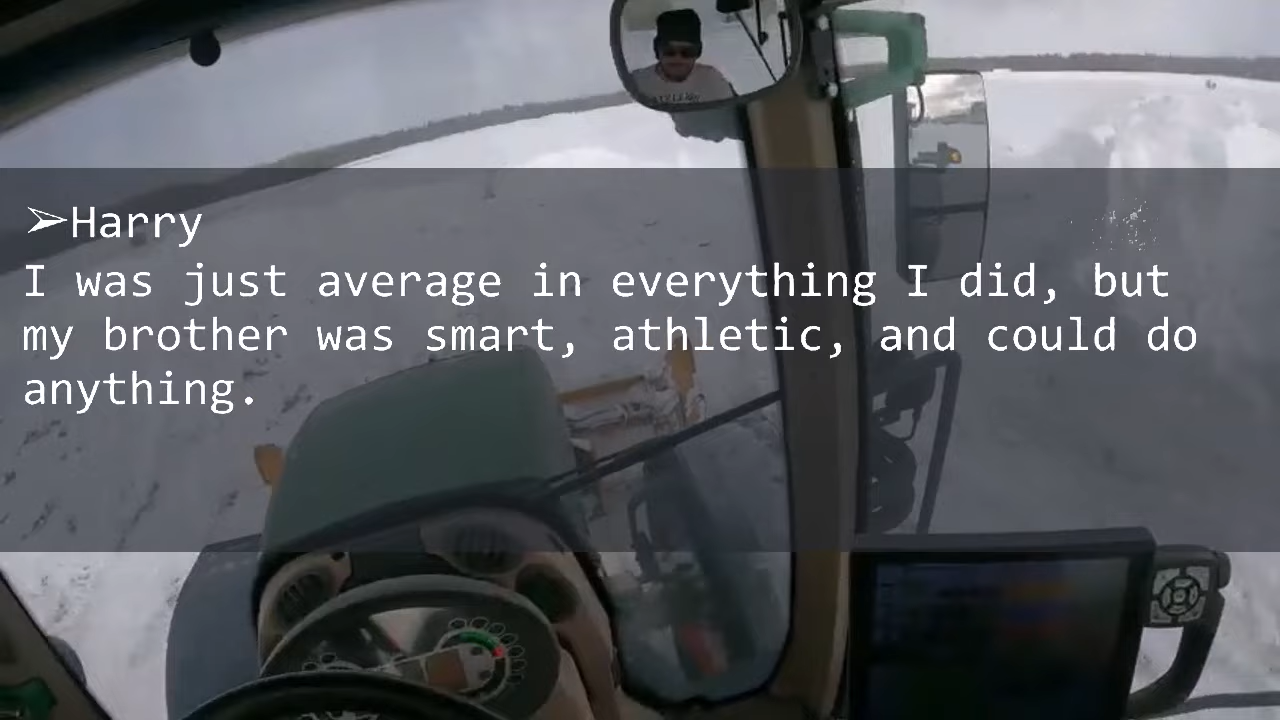 ➢Harry
I was just average in everything I did, but
my brother was smart, athletic, and could do
anything.